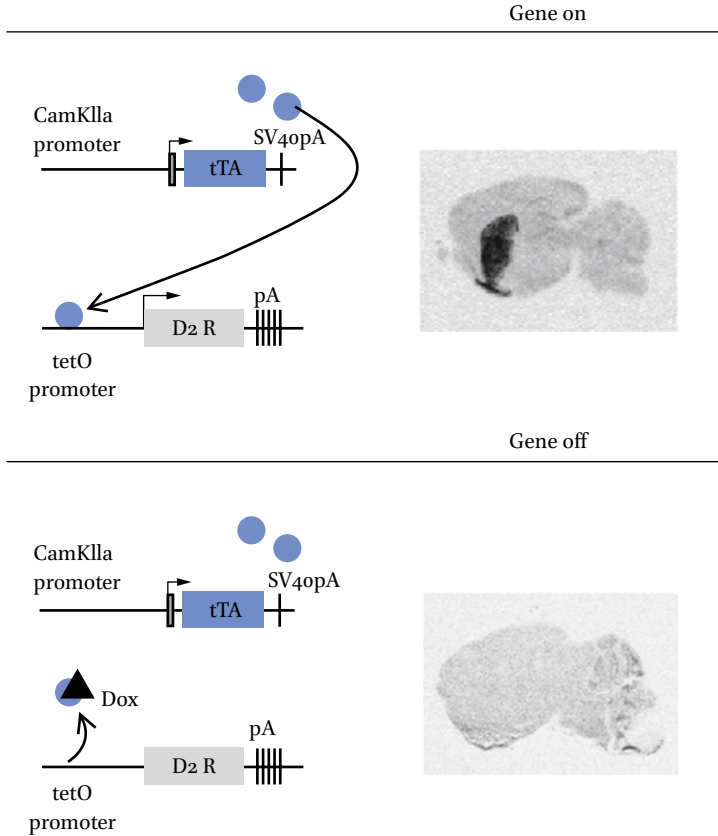 Gene on
CamKlla
promoter
SV40pA
tTA
pA
D2 R
tetO
promoter
Gene off
CamKlla
promoter
SV40pA
tTA
Dox
pA
D2 R
tetO
promoter